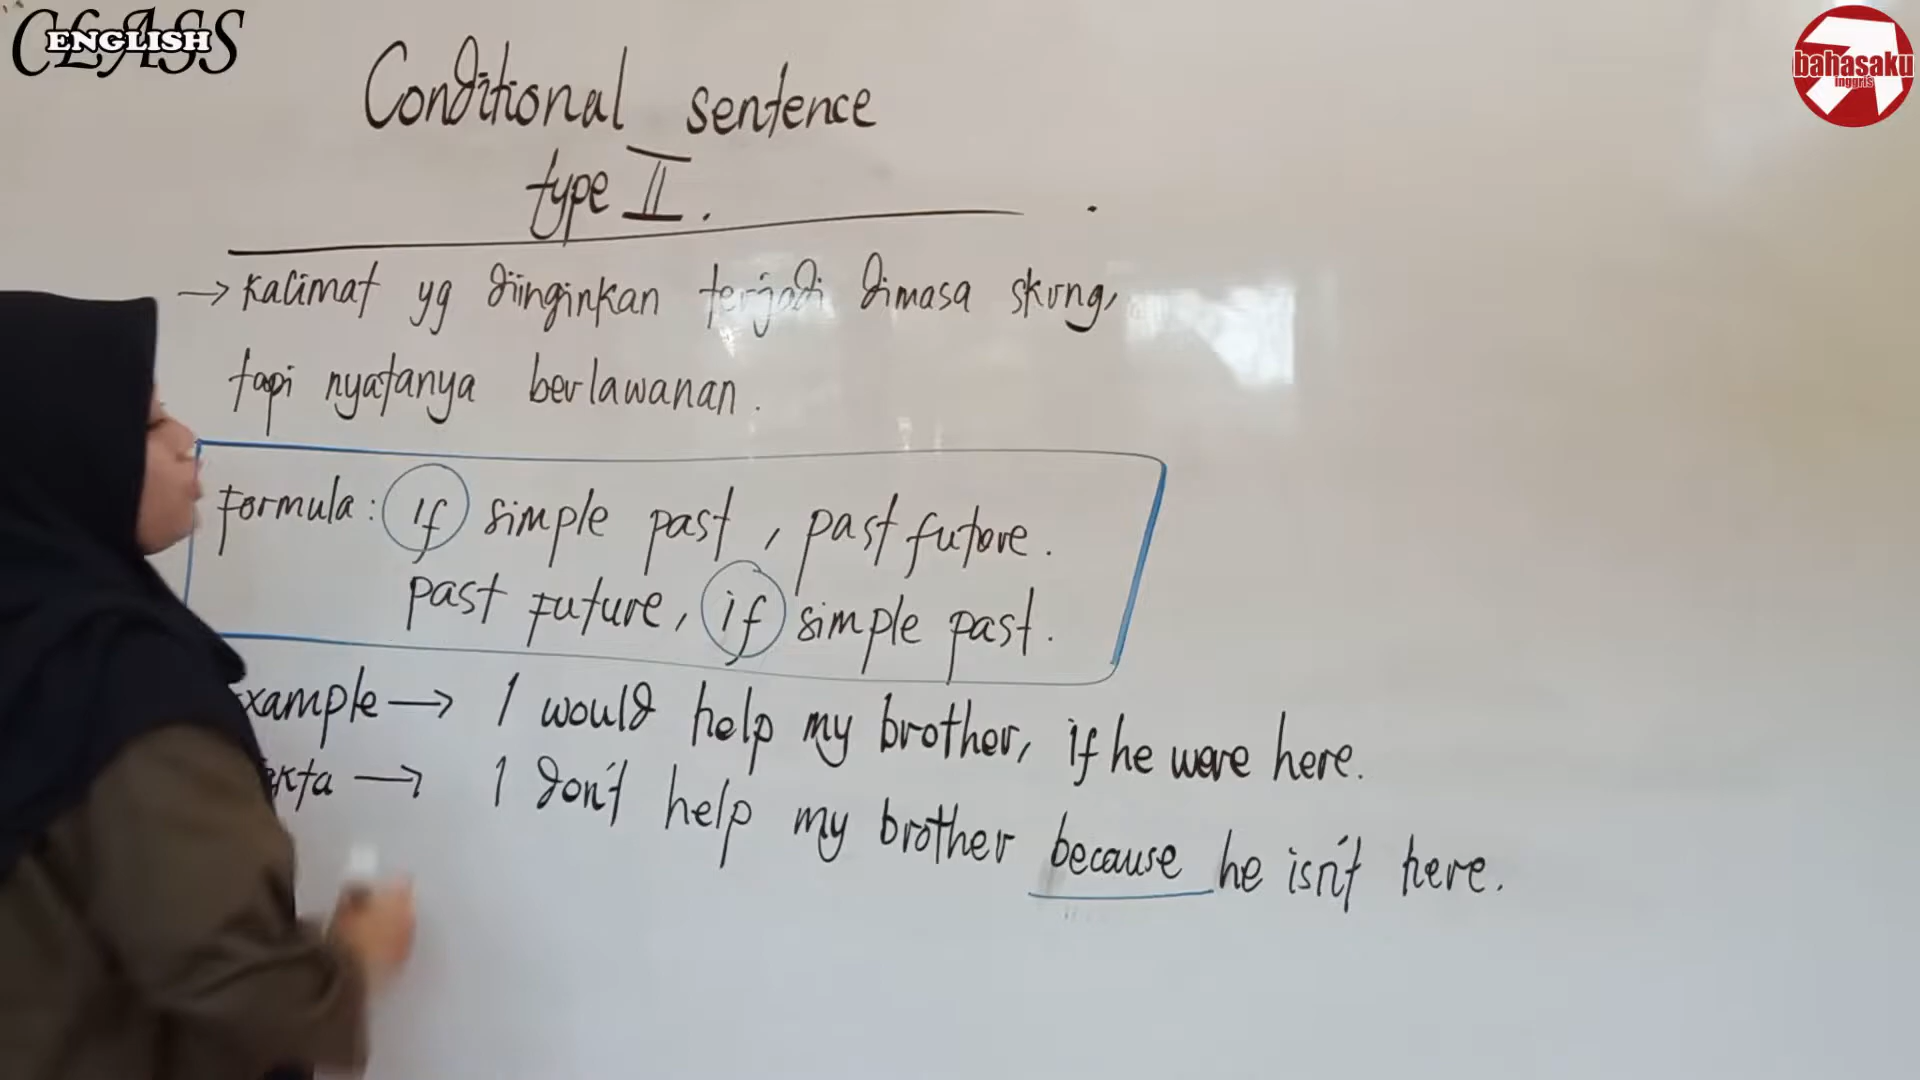 CLASS
ENGLISH
bahasaku
inggris
Conditional sentence
type II.
→ kalimat yg diinginkan terjadi dimasa skrng,
tapi nyatanya berlawanan.
Formula: if simple past, past future.
past Future, if simple past.
xample → I would help my brother, if he were here.
kta → I don't help my brother because he isn't here.